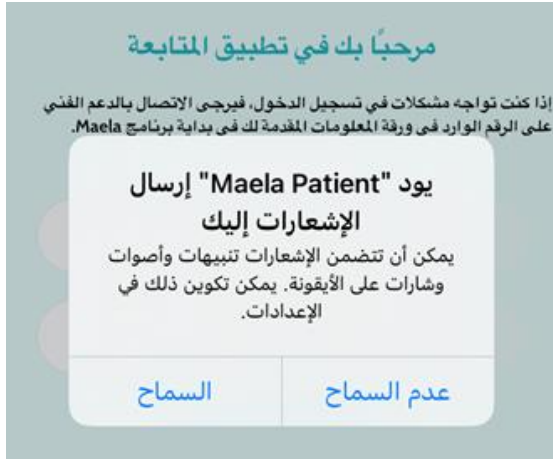 مرحبًا بك في تطبيق المتابعة
إذا كنت تواجه مشكلات في تسجيل الدخول، فيرجى الاتصال بالدعم الفني
على الرقم الوارد في ورقة المعلومات المقدمة لك في بداية برنامج Maela.
يود "Maela Patient" إرسال
الإشعارات إليك
يمكن أن تتضمن الإشعارات تنبيهات وأصوات
وشارات على الأيقونة. يمكن تكوين ذلك في
الإعدادات.
عدم السماح
السماح